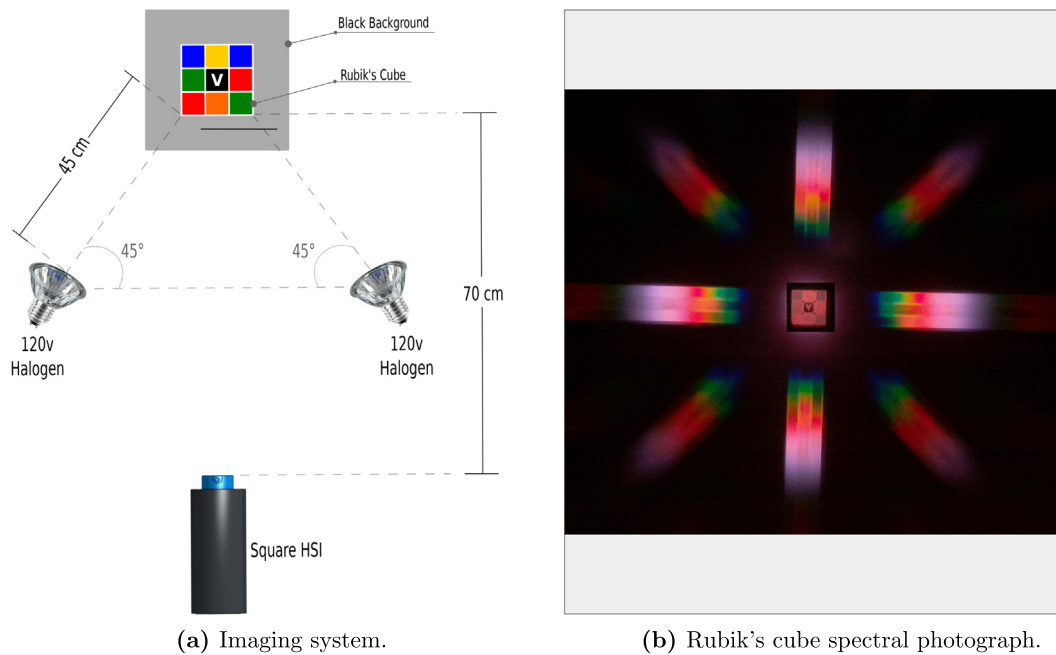 Black Background
Rubik's Cube
V
45 cm
45°
45°
70 cm
120v
Halogen
120v
Halogen
Square HSI
V
(a) Imaging system.
(b) Rubik's cube spectral photograph.